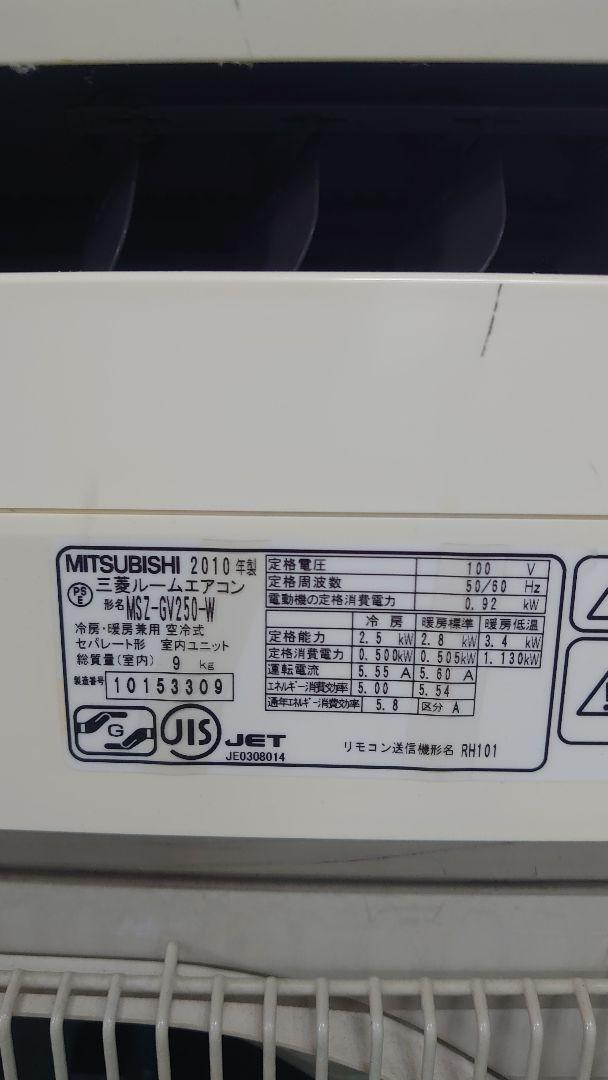 MITSUBISHI 2010 年製
PSE 三菱ルームエアコン
形名 MSZ-GV250-W
冷房・暖房兼用 空冷式
セパレート形 室内ユニット
総質量(室内) 9 kg
製造番号 10153309
G JIS JET
JE0308014
定格電圧 100 V
定格周波数 50/60 Hz
電動機の定格消費電力 0.92 kW
冷房 暖房標準 暖房低温
定格能力 2.5 kW 2.8 kW 3.4 kW
定格消費電力 0.500kW 0.505kW 1.130kW
運転電流 5.55 A 5.60 A
エネルギー消費効率 5.00 5.54
通年エネルギー消費効率 5.8 区分 A
リモコン送信機形名 RH101